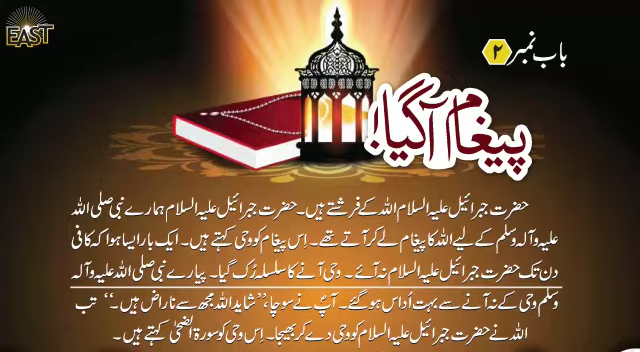 EAST
باب نمبر ۲
پیغام آگیا!
حضرت جبرائیل علیہ السلام اللہ کے فرشتے ہیں۔ حضرت جبرائیل علیہ السلام ہمارے نبی صلی اللہ
علیہ وآلہ وسلم کے لیے اللہ کا پیغام لے کر آتے تھے۔ اِس پیغام کو وحی کہتے ہیں۔ ایک بار ایسا ہوا کہ کافی
دن تک حضرت جبرائیل علیہ السلام نہ آئے۔ وحی آنے کا سلسلہ رُک گیا۔ پیارے نبی صلی اللہ علیہ وآلہ
وسلم وحی کے نہ آنے سے بہت اُداس ہو گئے۔ آپؐ نے سوچا، ”شاید اللہ مجھ سے ناراض ہیں۔“ تب
اللہ نے حضرت جبرائیل علیہ السلام کو وحی دے کر بھیجا۔ اِس وحی کو سورۃ الضحیٰ کہتے ہیں۔